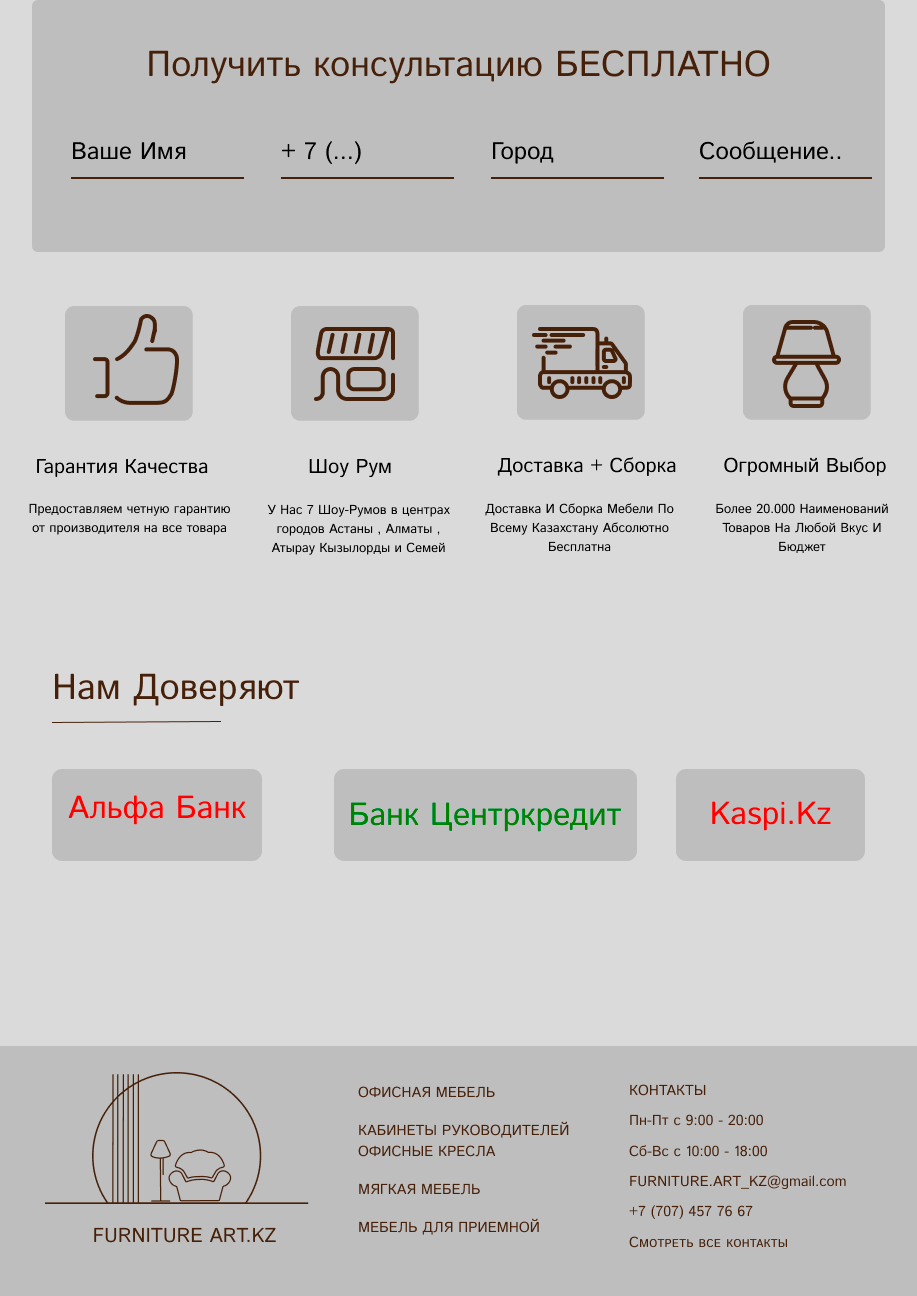 Получить консультацию БЕСПЛАТНО
Ваше Имя
+ 7 (...)
Город
Сообщение..
Гарантия Качества
Предоставляем четную гарантию
от производителя на все товара
Шоу Рум
У Нас 7 Шоу-Румов в центрах
городов Астаны , Алматы ,
Атырау Кызылорды и Семей
Доставка + Сборка
Доставка И Сборка Мебели По
Всему Казахстану Абсолютно
Бесплатна
Огромный Выбор
Более 20.000 Наименований
Товаров На Любой Вкус И
Бюджет
Нам Доверяют
Альфа Банк
Банк Центркредит
Kaspi.Kz
FURNITURE ART.KZ
ОФИСНАЯ МЕБЕЛЬ
КАБИНЕТЫ РУКОВОДИТЕЛЕЙ
ОФИСНЫЕ КРЕСЛА
МЯГКАЯ МЕБЕЛЬ
МЕБЕЛЬ ДЛЯ ПРИЕМНОЙ
КОНТАКТЫ
Пн-Пт с 9:00 - 20:00
Сб-Вс с 10:00 - 18:00
FURNITURE.ART_KZ@gmail.com
+7 (707) 457 76 67
Смотреть все контакты